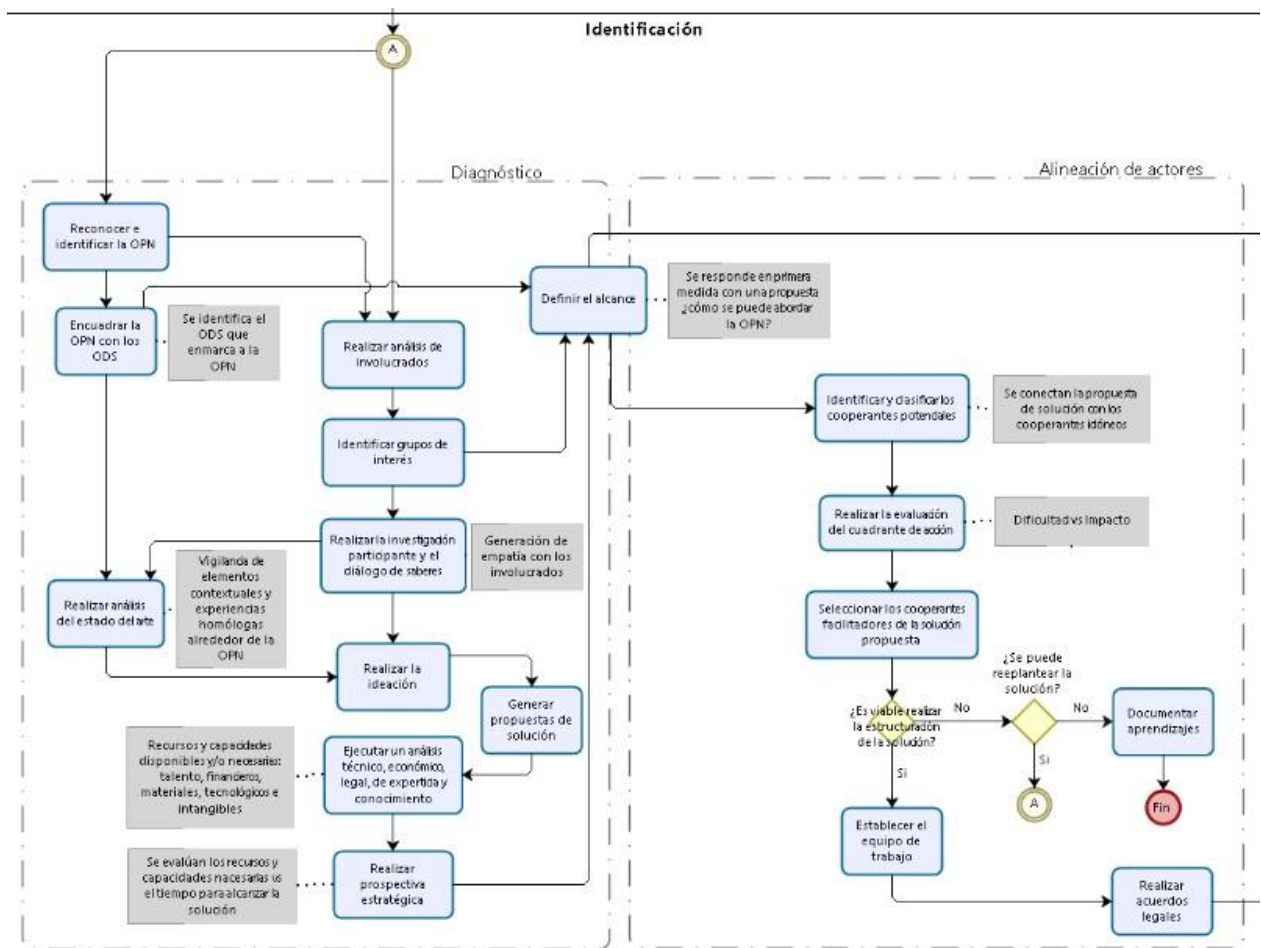 Identificación
A
Diagnóstico
Reconocer e
identificar la OPN
Encuadrar la
OPN con los ODS
Se identifica el
ODS que
enmarca a la
OPN
Realizar análisis de
involucrados
Identificar grupos de
interés
Realizar la investigación
participante y el
diálogo de saberes
Generación de
empatía con los
involucrados
Vigilancia de
elementos
contextuales y
experiencias
homólogas
alrededor de la
OPN
Realizar análisis
del estado del arte
Realizar la
ideación
Generar
propuestas de
solución
Recursos y capacidades
disponibles y/o necesarias:
talento, financieros,
materiales, tecnológicos e
intangibles
Ejecutar un análisis
técnico, económico,
legal, de expertida y
conocimiento
Se evalúan los recursos y
capacidades nacesarias vs
el tiempo para alcanzar la
solución
Realizar
prospectiva
estratégica
Definir el alcance
Se responde en primera
medida con una propuesta
¿cómo se puede abordar
la OPN?
Alineación de actores
Identificar y clasificar los
cooperantes potenciales
Se conectan la propuesta
de solución con los
cooperantes idóneos
Realizar la evaluación
del cuadrante de acción
Dificultad vs Impacto
Seleccionar los cooperantes
facilitadores de la solución
propuesta
¿Es viable realizar
la estructuración
de la solución?
No
¿Se puede
reeplantear la
solución?
No
Documentar
aprendizajes
Si
Si
A
Fin
Establecer el
equipo de
trabajo
Realizar
acuerdos
legales